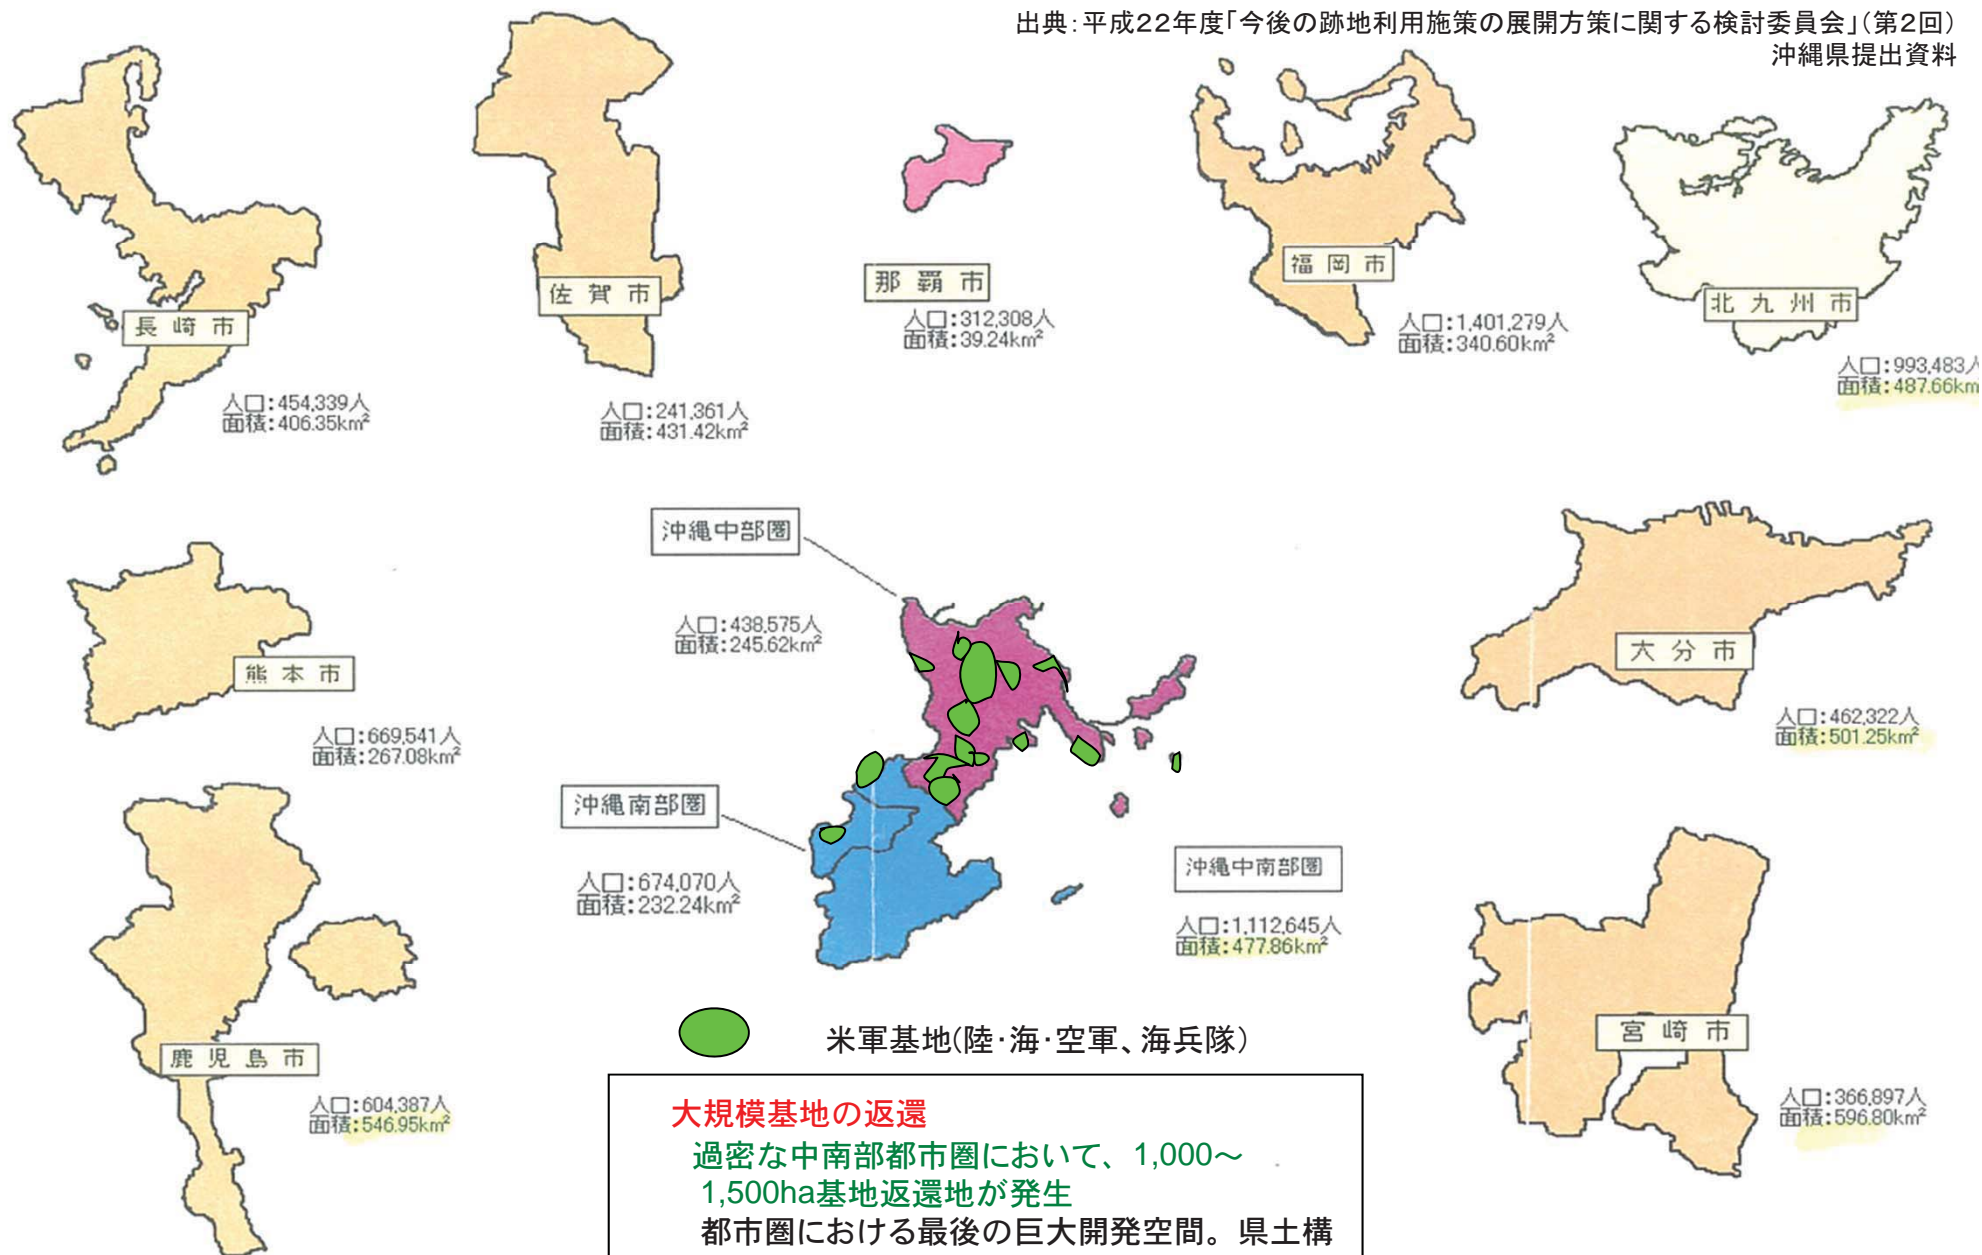 出典：平成２２年度「今後の跡地利用施策の展開方策に関する検討委員会」（第２回）
沖縄県提出資料
長崎市
人口：454,339人
面積：406.35km²
佐賀市
人口：241,361人
面積：431.42km²
那覇市
人口：312,308人
面積：39.24km²
福岡市
人口：1,401,279人
面積：340.60km²
北九州市
人口：993,483人
面積：487.66km
沖縄中部圏
人口：438,575人
面積：245.62km²
熊本市
人口：669,541人
面積：267.08km²
大分市
人口：462,322人
面積：501.25km²
沖縄南部圏
人口：674,070人
面積：232.24km²
沖縄中南部圏
人口：1,112,645人
面積：477.86km²
鹿児島市
人口：604,387人
面積：546.95km²
宮崎市
人口：366,897人
面積：596.80km²
米軍基地(陸・海・空軍、海兵隊)
大規模基地の返還
過密な中南部都市圏において、1,000～
1,500ha基地返還地が発生
都市圏における最後の巨大開発空間。県土構